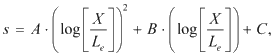 s = A · (log[X / L_e])^2 + B · (log[X / L_e]) + C,